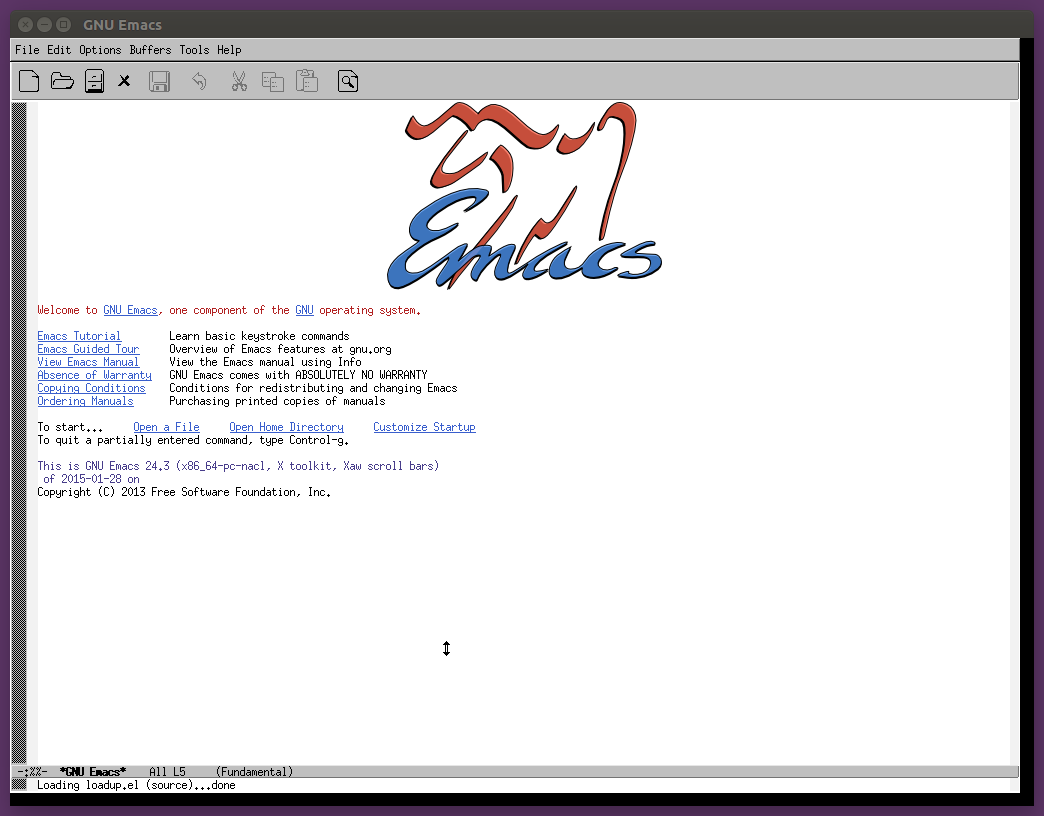 GNU Emacs
File Edit Options Buffers Tools Help
Emacs
Welcome to GNU Emacs, one component of the GNU operating system.
Emacs Tutorial Learn basic keystroke commands
Emacs Guided Tour Overview of Emacs features at gnu.org
View Emacs Manual View the Emacs manual using Info
Absence of Warranty GNU Emacs comes with ABSOLUTELY NO WARRANTY
Copying Conditions Conditions for redistributing and changing Emacs
Ordering Manuals Purchasing printed copies of manuals
To start... Open a File Open Home Directory Customize Startup
To quit a partially entered command, type Control-g.
This is GNU Emacs 24.3 (x86_64-pc-nacl, X toolkit, Xaw scroll bars)
of 2015-01-28 on
Copyright (C) 2013 Free Software Foundation, Inc.
-:%%- *GNU Emacs* All L5 (Fundamental)
Loading loadup.el (source)...done